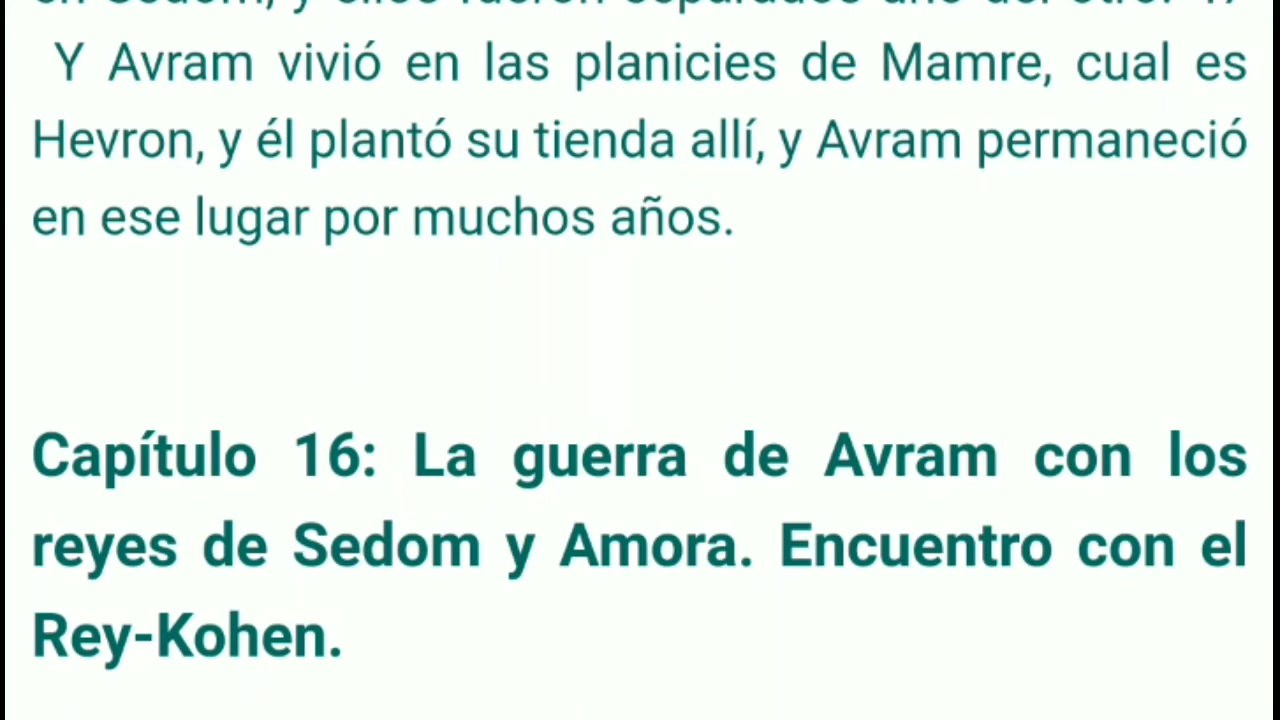 Y Avram vivió en las planicies de Mamre, cual es
Hevron, y él plantó su tienda allí, y Avram permaneció
en ese lugar por muchos años.
Capítulo 16: La guerra de Avram con los
reyes de Sedom y Amora. Encuentro con el
Rey-Kohen.